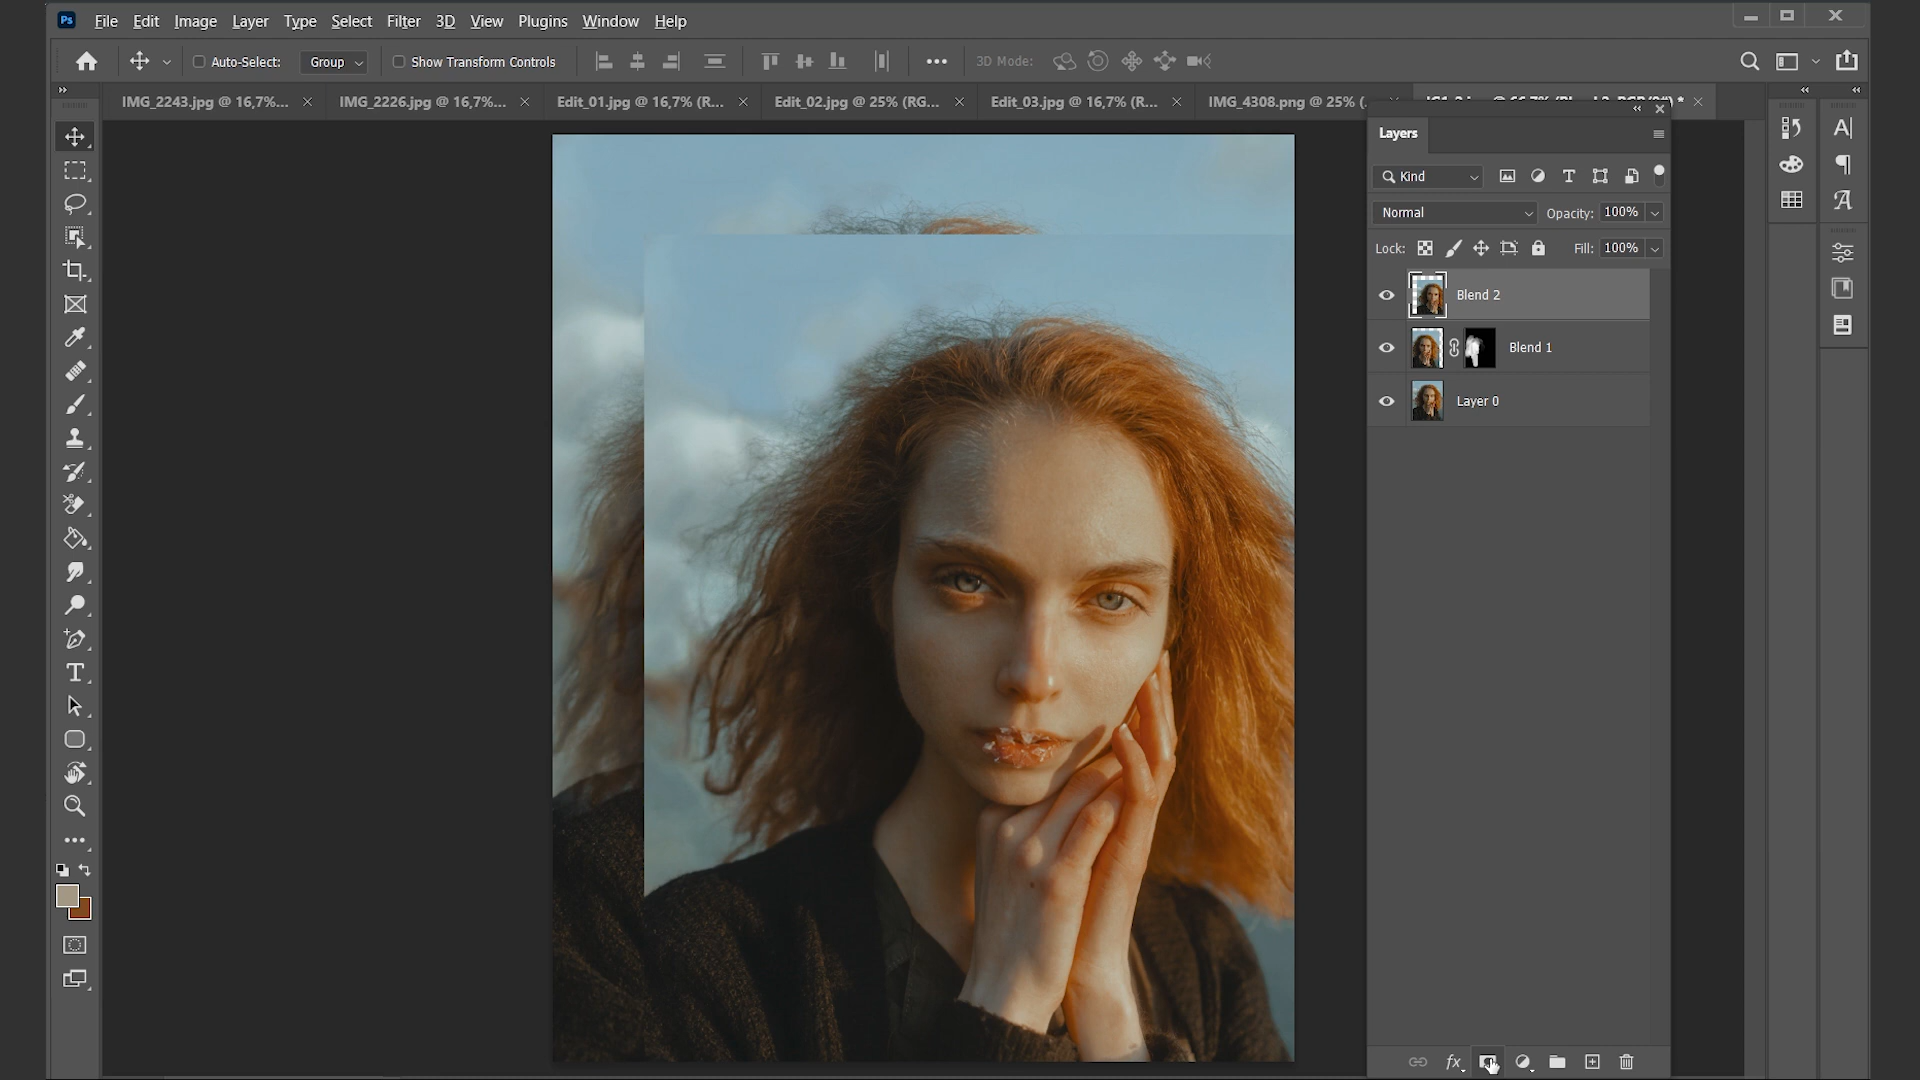 Ps File Edit Image Layer Type Select Filter 3D View Plugins Window Help
Auto-Select: Group Show Transform Controls 3D Mode:
IMG_2243.jpg @ 16,7%... IMG_2226.jpg @ 16,7%... Edit_01.jpg @ 16,7% (R... Edit_02.jpg @ 25% (RG... Edit_03.jpg @ 16,7% (R... IMG_4308.png @ 25% (.
Layers
Kind
Normal Opacity: 100%
Lock: Fill: 100%
Blend 2
Blend 1
Layer 0
fx